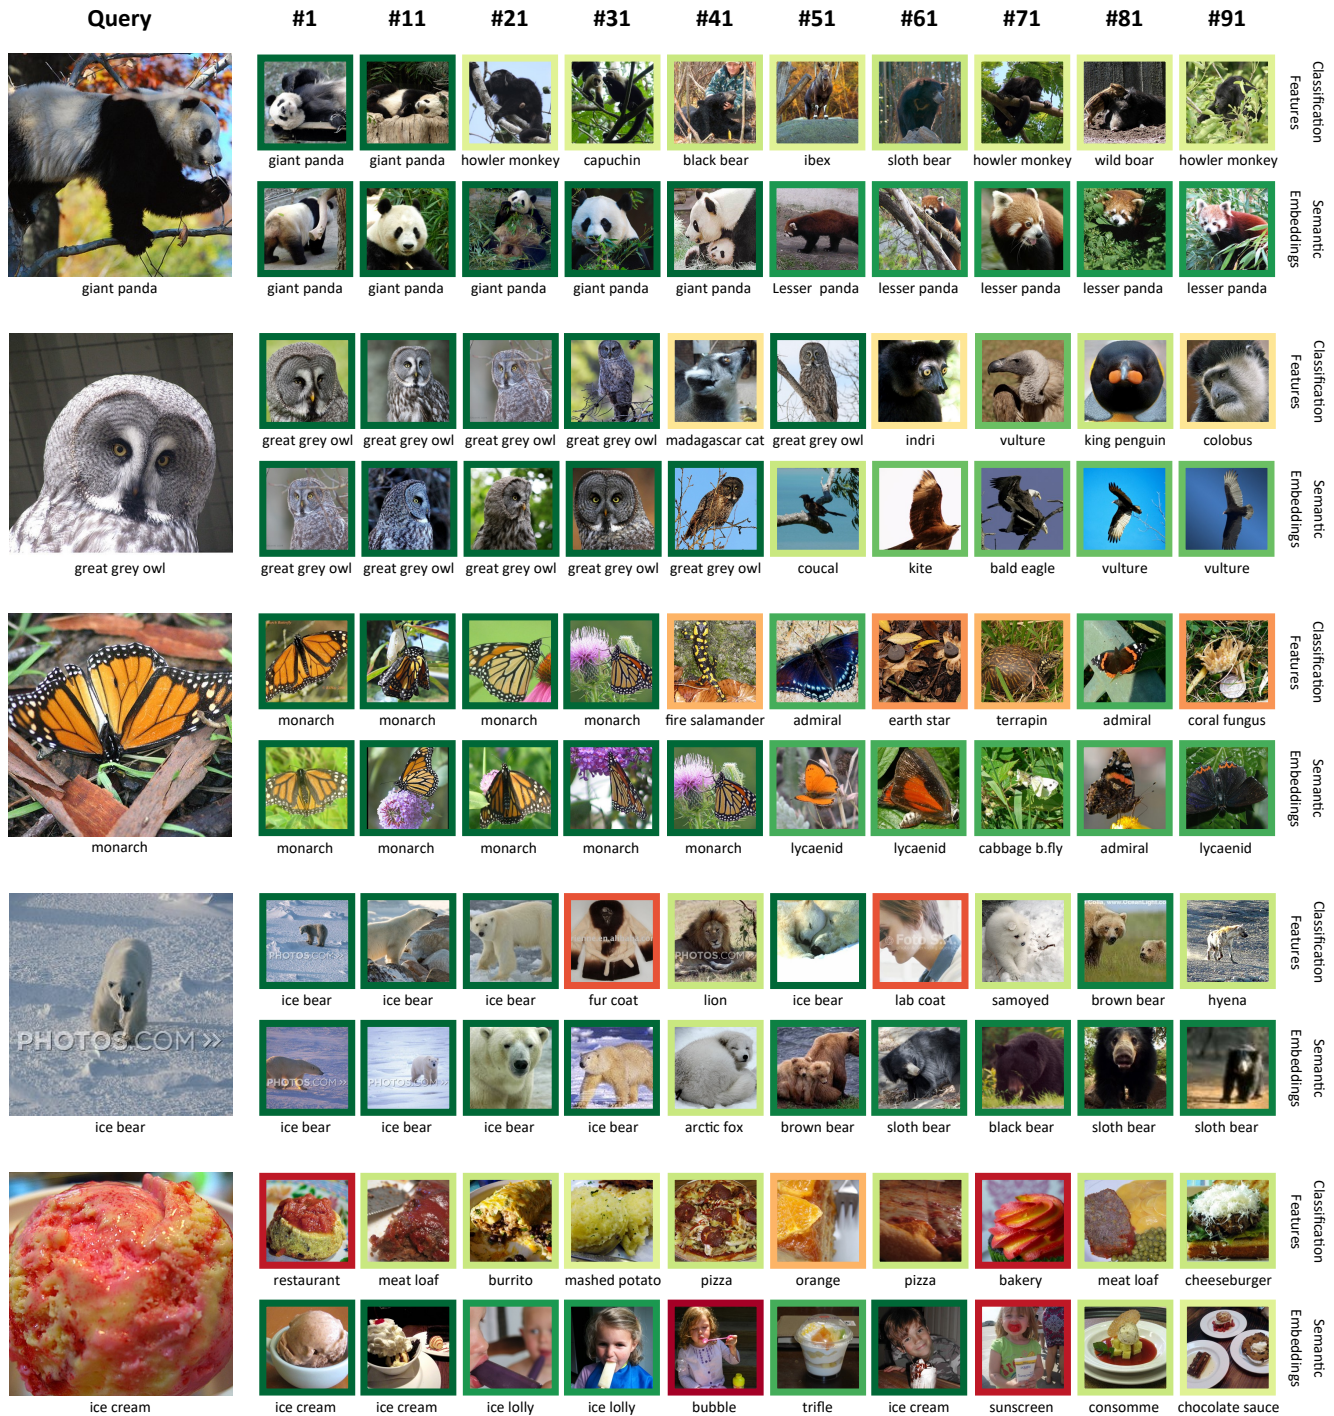 Query #1 #11 #21 #31 #41 #51 #61 #71 #81 #91
Classification
Features
giant panda giant panda howler monkey capuchin black bear ibex sloth bear howler monkey wild boar howler monkey
Semantic
Embeddings
giant panda
giant panda giant panda giant panda giant panda giant panda Lesser panda lesser panda lesser panda lesser panda lesser panda
Classification
Features
great grey owl great grey owl great grey owl great grey owl madagascar cat great grey owl indri vulture king penguin colobus
Semantic
Embeddings
great grey owl
great grey owl great grey owl great grey owl great grey owl great grey owl coucal kite bald eagle vulture vulture
Classification
Features
monarch monarch monarch monarch fire salamander admiral earth star terrapin admiral coral fungus
Semantic
Embeddings
monarch
monarch monarch monarch monarch monarch lycaenid lycaenid cabbage b.fly admiral lycaenid
Classification
Features
PHOTOS.COM
PHOTOS.COM
ice bear ice bear ice bear fur coat lion ice bear lab coat samoyed brown bear hyena
Semantic
Embeddings
PHOTOS.COM »
PHOTOS.COM »
PHOTOS.COM »
ice bear
ice bear ice bear ice bear ice bear arctic fox brown bear sloth bear black bear sloth bear sloth bear
Classification
Features
restaurant meat loaf burrito mashed potato pizza orange pizza bakery meat loaf cheeseburger
Semantic
Embeddings
ice cream
ice cream ice cream ice lolly ice lolly bubble trifle ice cream sunscreen consomme chocolate sauce